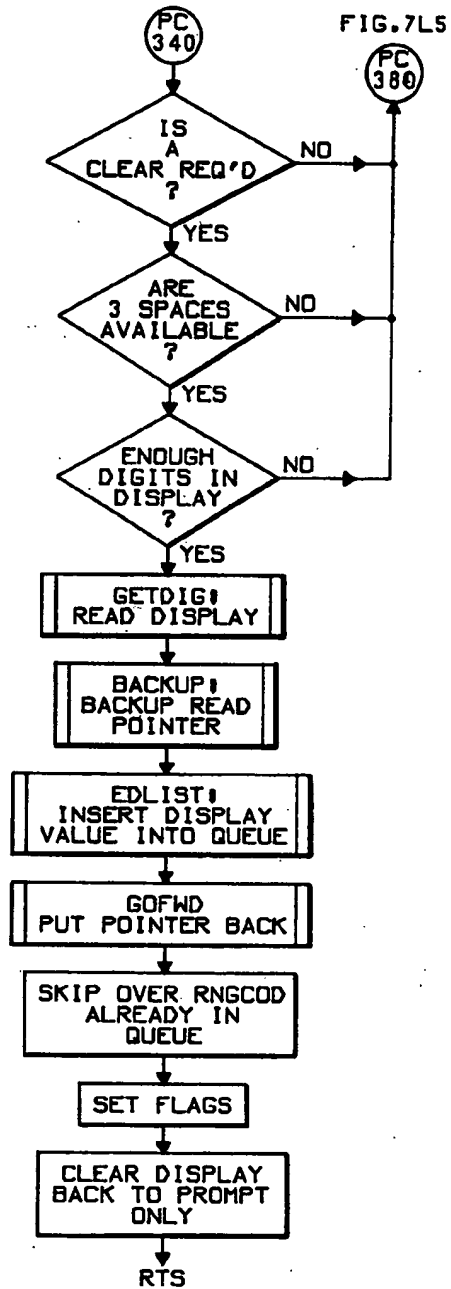 PC
340
FIG.7L5
PC
380
IS
A
CLEAR REQ'D
?
NO
YES
ARE
3 SPACES
AVAILABLE
?
NO
YES
ENOUGH
DIGITS IN
DISPLAY
?
NO
YES
GETDIG:
READ DISPLAY
BACKUP:
BACKUP READ
POINTER
EDLIST:
INSERT DISPLAY
VALUE INTO QUEUE
GOFWD
PUT POINTER BACK
SKIP OVER RNGCOD
ALREADY IN
QUEUE
SET FLAGS
CLEAR DISPLAY
BACK TO PROMPT
ONLY
RTS